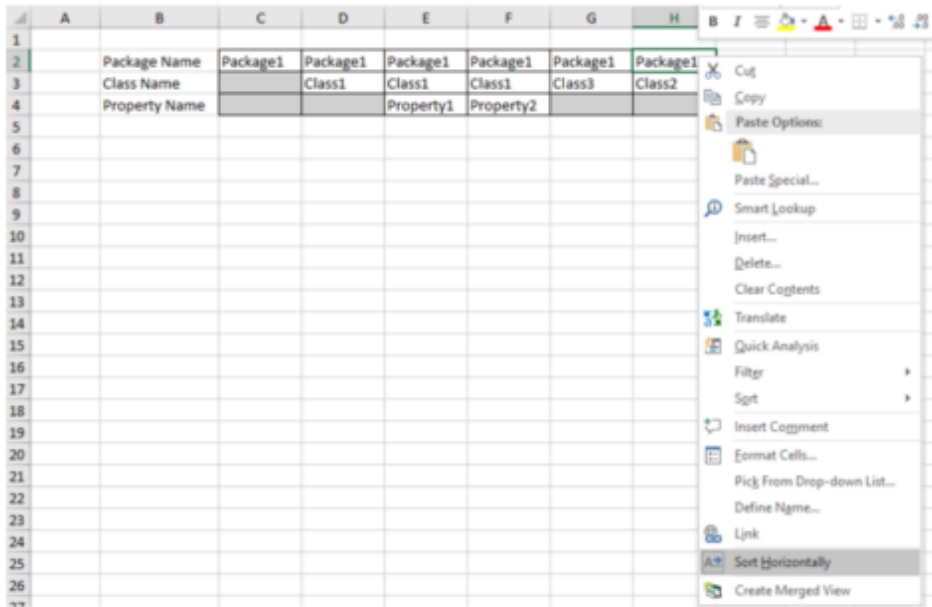 A B C D E F G H
B I A
1
2 Package Name Package1 Package1 Package1 Package1 Package1 Package1
3 Class Name Class1 Class1 Class1 Class3 Class2
4 Property Name Property1 Property2
5
6
7
8
9
10
11
12
13
14
15
16
17
18
19
20
21
22
23
24
25
26
27
Cut
Copy
Paste Options:
Paste Special...
Smart Lookup
Insert...
Delete...
Clear Contents
Translate
Quick Analysis
Filter
Sort
Insert Comment
Format Cells...
Pick From Drop-down List...
Define Name...
Link
Sort Horizontally
Create Merged View